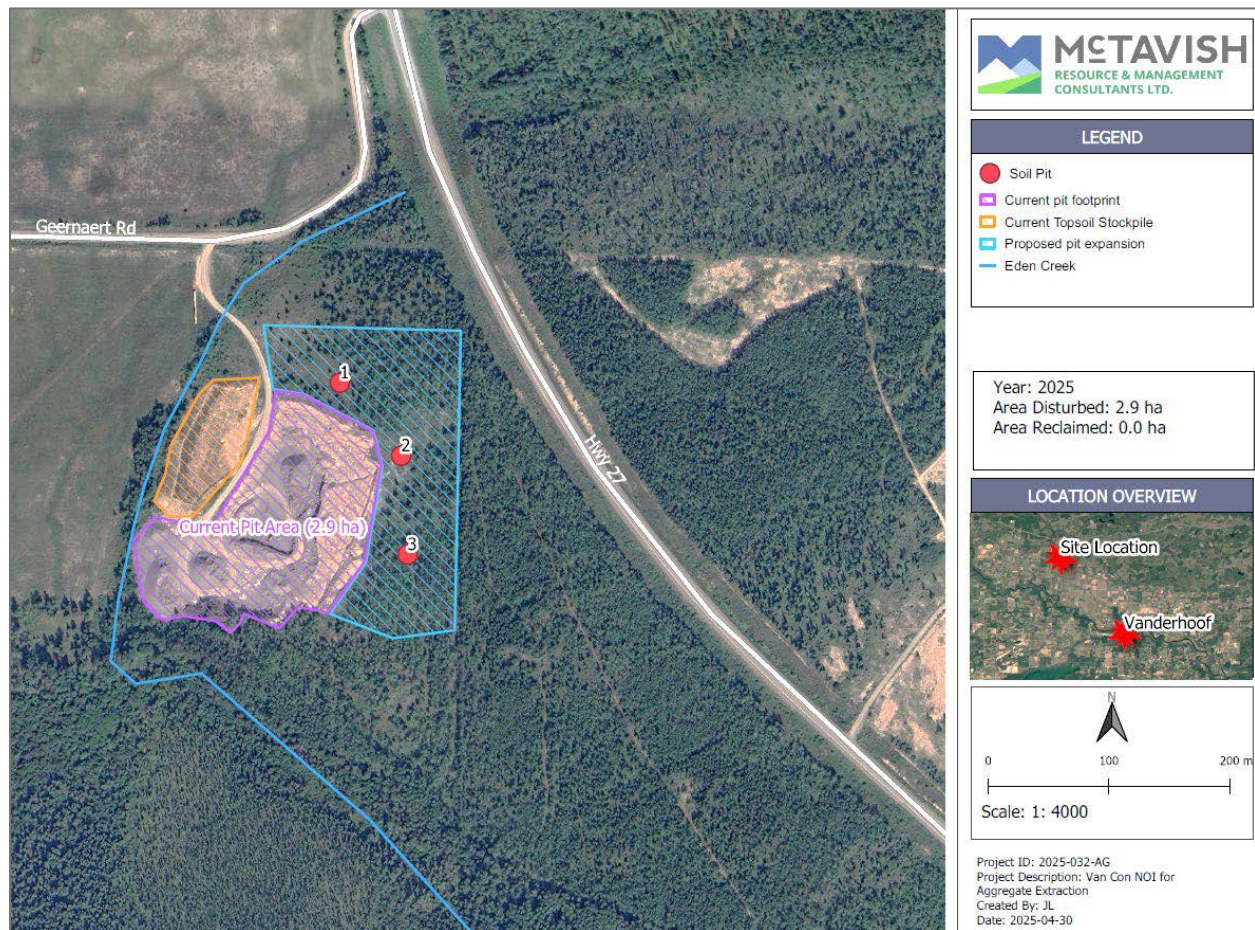 Geernaert Rd
Hwy 27
1
2
3
Current Pit Area (2.9 ha)
McTAVISH
RESOURCE & MANAGEMENT
CONSULTANTS LTD.
LEGEND
Soil Pit
Current pit footprint
Current Topsoil Stockpile
Proposed pit expansion
Eden Creek
Year: 2025
Area Disturbed: 2.9 ha
Area Reclaimed: 0.0 ha
LOCATION OVERVIEW
Site Location
Vanderhoof
N
0 100 200 m
Scale: 1: 4000
Project ID: 2025-032-AG
Project Description: Van Con NOI for
Aggregate Extraction
Created By: JL
Date: 2025-04-30